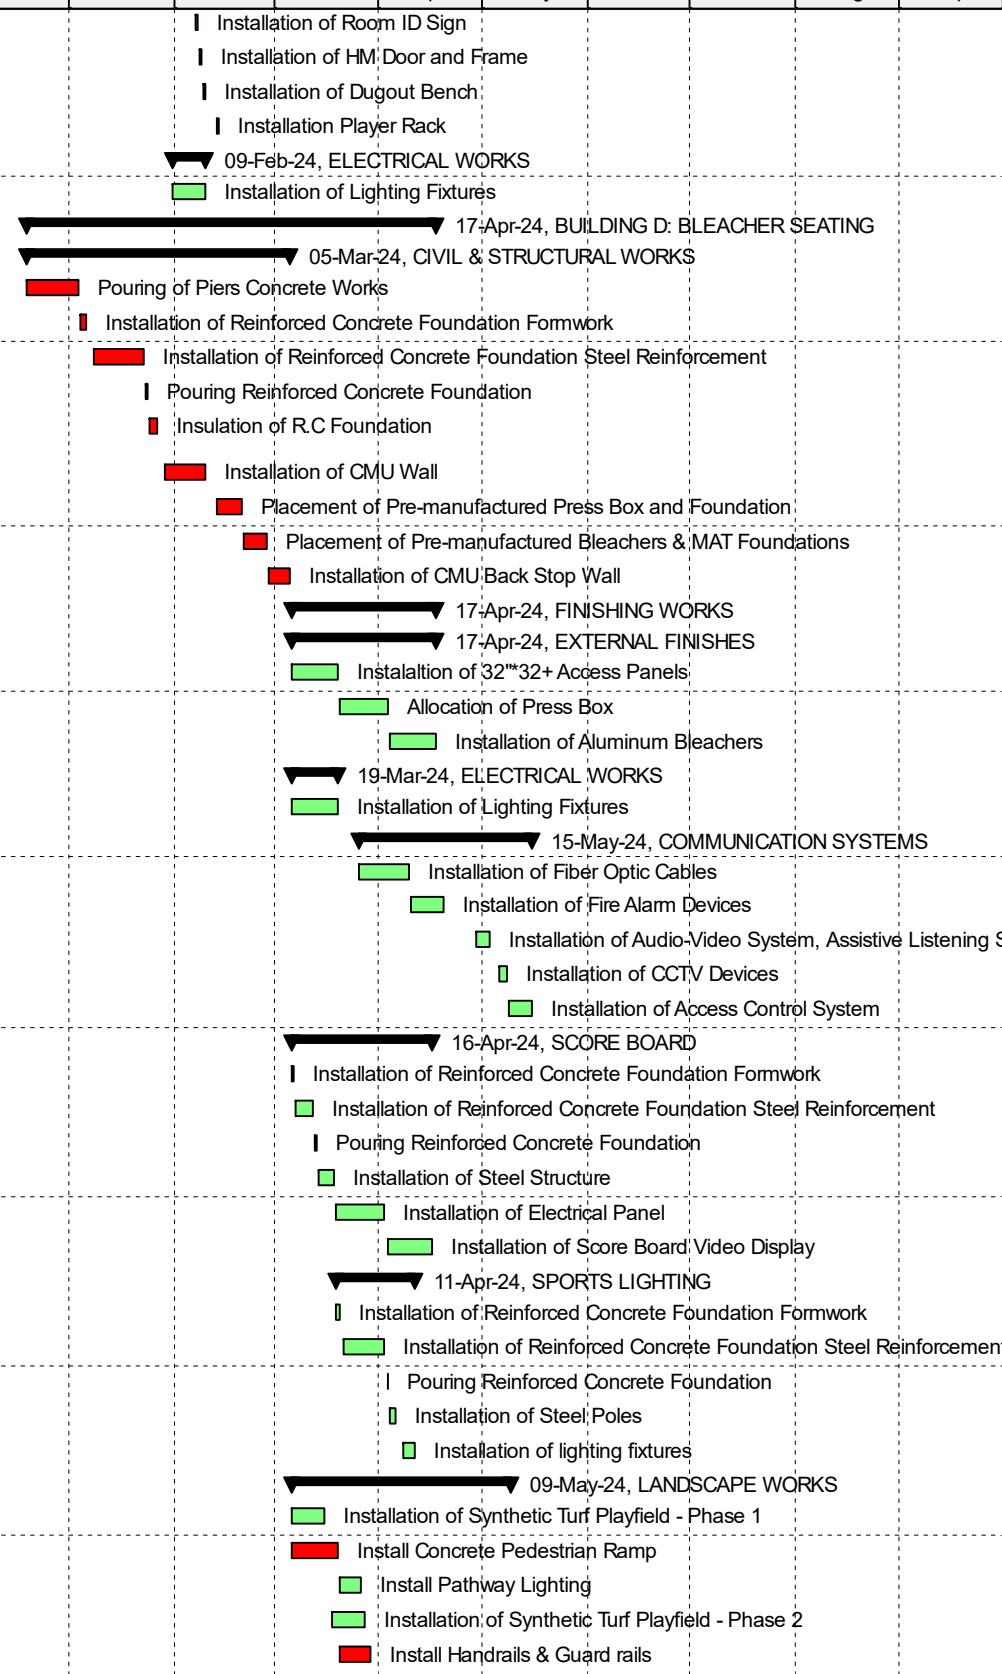 Installation of Room ID Sign
Installation of HM Door and Frame
Installation of Dugout Bench
Installation Player Rack
09-Feb-24, ELECTRICAL WORKS
Installation of Lighting Fixtures
17-Apr-24, BUILDING D: BLEACHER SEATING
05-Mar-24, CIVIL & STRUCTURAL WORKS
Pouring of Piers Concrete Works
Installation of Reinforced Concrete Foundation Formwork
Installation of Reinforced Concrete Foundation Steel Reinforcement
Pouring Reinforced Concrete Foundation
Insulation of R.C Foundation
Installation of CMU Wall
Placement of Pre-manufactured Press Box and Foundation
Placement of Pre-manufactured Bleachers & MAT Foundations
Installation of CMU Back Stop Wall
17-Apr-24, FINISHING WORKS
17-Apr-24, EXTERNAL FINISHES
Instalaltion of 32"*32+ Access Panels
Allocation of Press Box
Installation of Aluminum Bleachers
19-Mar-24, ELECTRICAL WORKS
Installation of Lighting Fixtures
15-May-24, COMMUNICATION SYSTEMS
Installation of Fiber Optic Cables
Installation of Fire Alarm Devices
Installation of Audio-Video System, Assistive Listening S
Installation of CCTV Devices
Installation of Access Control System
16-Apr-24, SCORE BOARD
Installation of Reinforced Concrete Foundation Formwork
Installation of Reinforced Concrete Foundation Steel Reinforcement
Pouring Reinforced Concrete Foundation
Installation of Steel Structure
Installation of Electrical Panel
Installation of Score Board Video Display
11-Apr-24, SPORTS LIGHTING
Installation of Reinforced Concrete Foundation Formwork
Installation of Reinforced Concrete Foundation Steel Reinforcement
Pouring Reinforced Concrete Foundation
Installation of Steel Poles
Installation of lighting fixtures
09-May-24, LANDSCAPE WORKS
Installation of Synthetic Turf Playfield - Phase 1
Install Concrete Pedestrian Ramp
Install Pathway Lighting
Installation of Synthetic Turf Playfield - Phase 2
Install Handrails & Guard rails